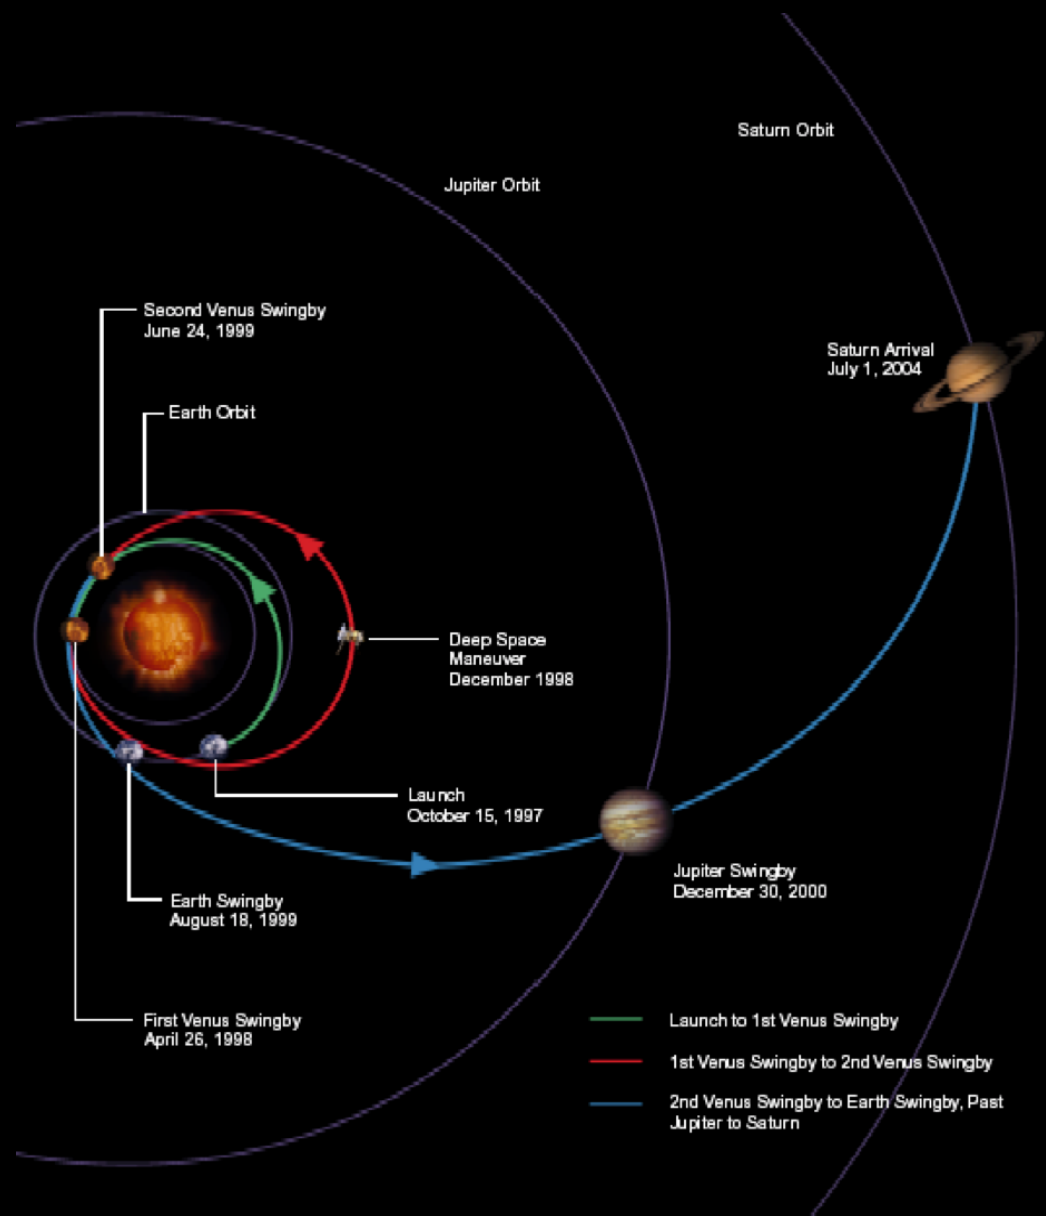 Saturn Orbit
Jupiter Orbit
Second Venus Swingby
June 24, 1999
Saturn Arrival
July 1, 2004
Earth Orbit
Deep Space
Maneuver
December 1998
Launch
October 15, 1997
Jupiter Swingby
December 30, 2000
Earth Swingby
August 18, 1999
First Venus Swingby
April 26, 1998
Launch to 1st Venus Swingby
1st Venus Swingby to 2nd Venus Swingby
2nd Venus Swingby to Earth Swingby, Past
Jupiter to Saturn